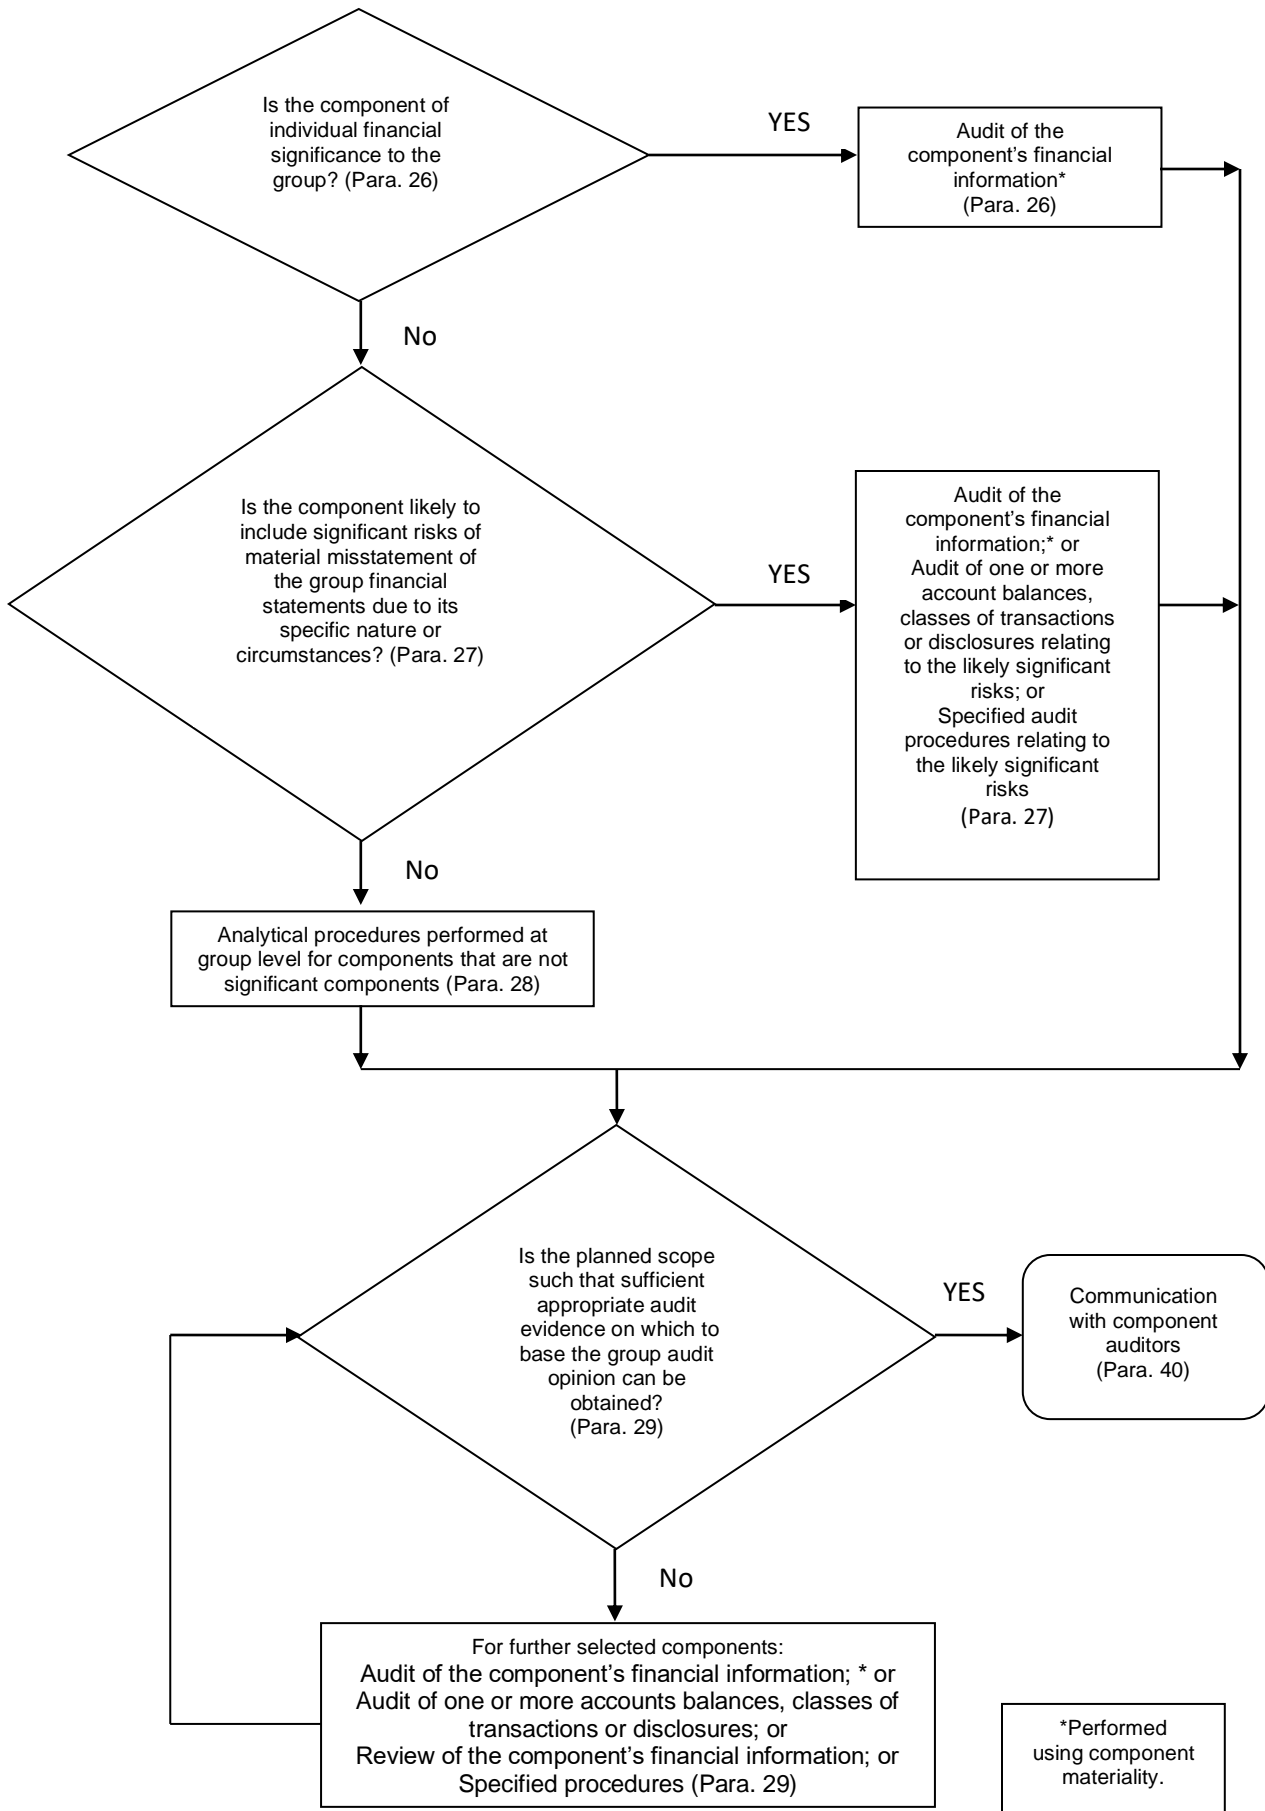 Is the component of
individual financial
significance to the
group? (Para. 26)
YES
Audit of the
component’s financial
information*
(Para. 26)
No
Is the component likely to
include significant risks of
material misstatement of
the group financial
statements due to its
specific nature or
circumstances? (Para. 27)
YES
Audit of the
component’s financial
information;* or
Audit of one or more
account balances,
classes of transactions
or disclosures relating
to the likely significant
risks; or
Specified audit
procedures relating to
the likely significant
risks
(Para. 27)
No
Analytical procedures performed at
group level for components that are not
significant components (Para. 28)
Is the planned scope
such that sufficient
appropriate audit
evidence on which to
base the group audit
opinion can be
obtained?
(Para. 29)
YES
Communication
with component
auditors
(Para. 40)
No
For further selected components:
Audit of the component’s financial information; * or
Audit of one or more accounts balances, classes of
transactions or disclosures; or
Review of the component’s financial information; or
Specified procedures (Para. 29)
*Performed
using component
materiality.